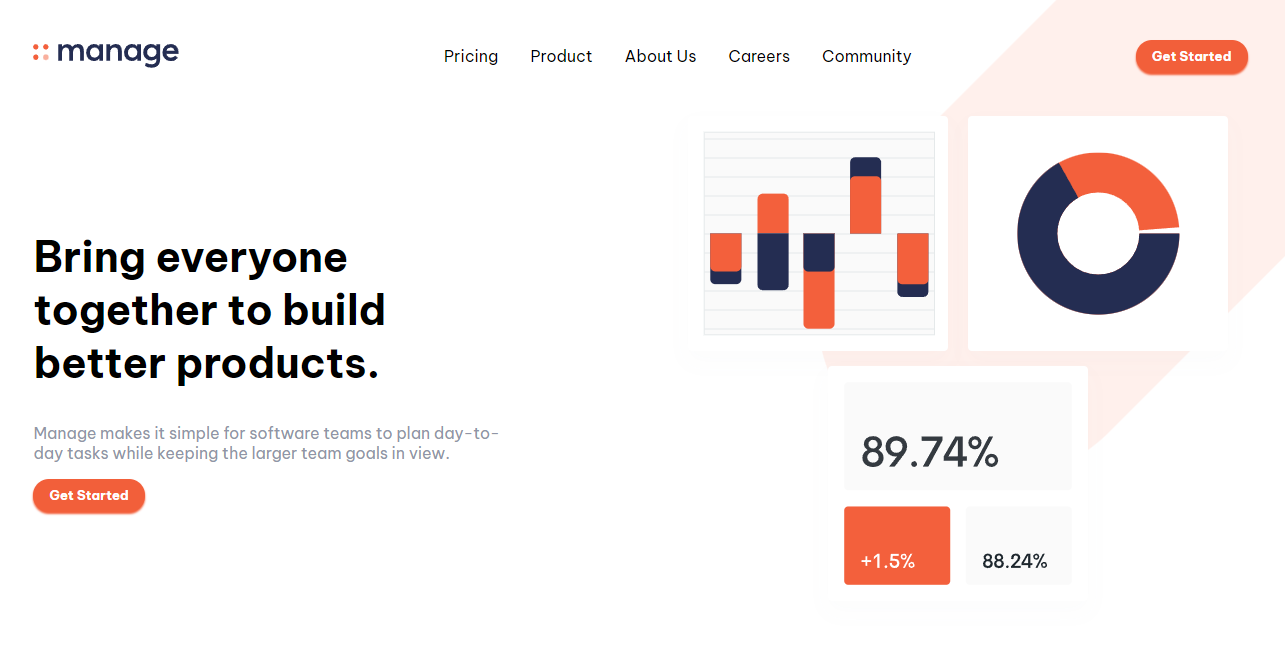 manage
Pricing Product About Us Careers Community
Get Started
Bring everyone
together to build
better products.
Manage makes it simple for software teams to plan day-to-
day tasks while keeping the larger team goals in view.
Get Started
89.74%
+1.5%
88.24%